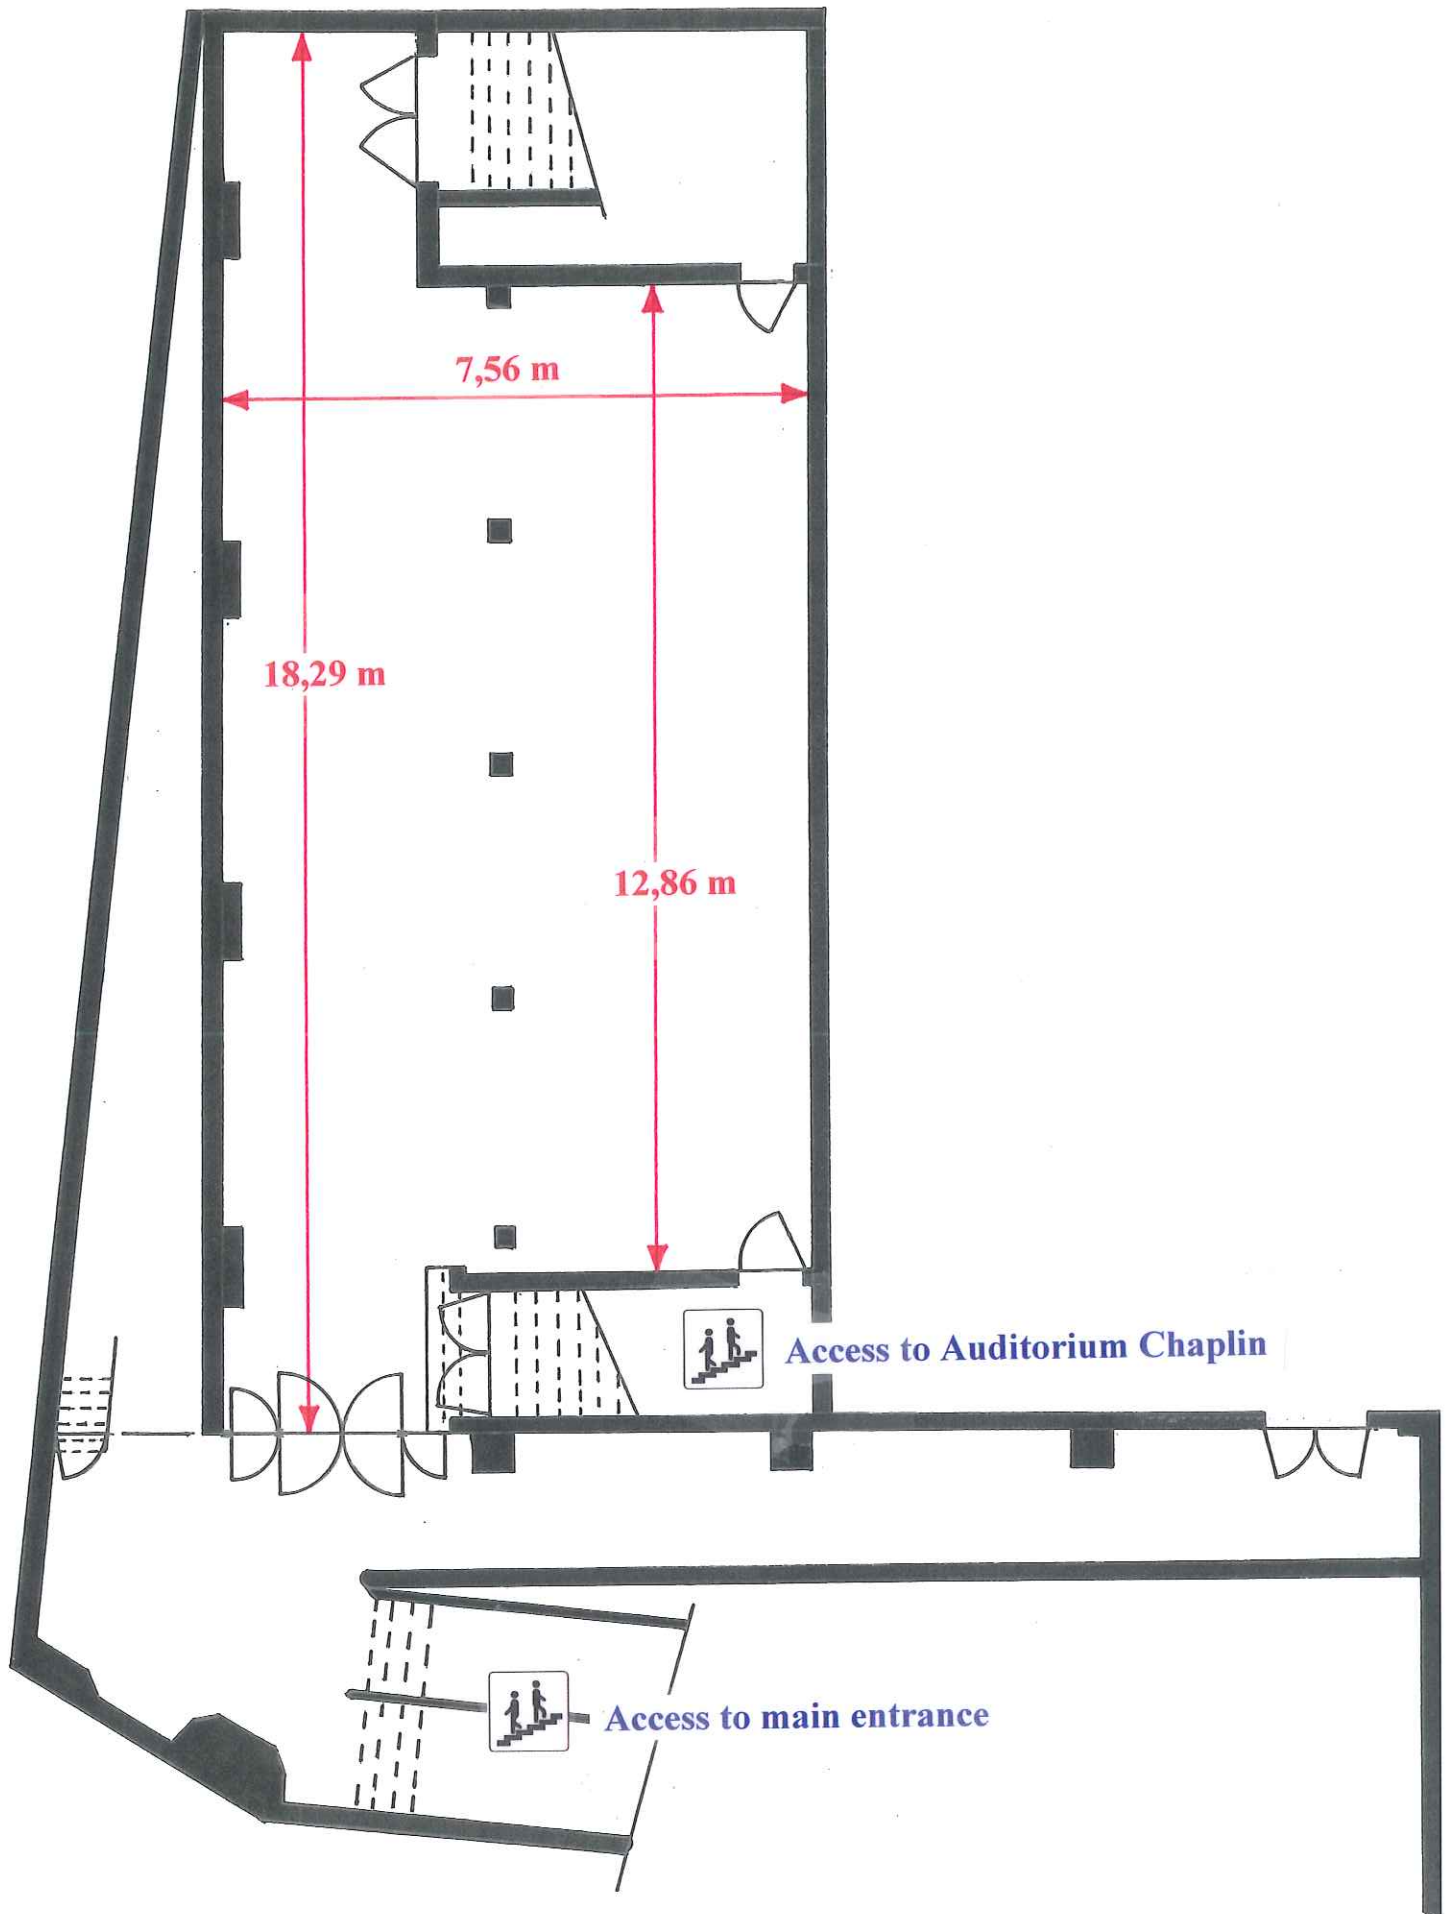 7,56 m
18,29 m
12,86 m
Access to Auditorium Chaplin
Access to main entrance